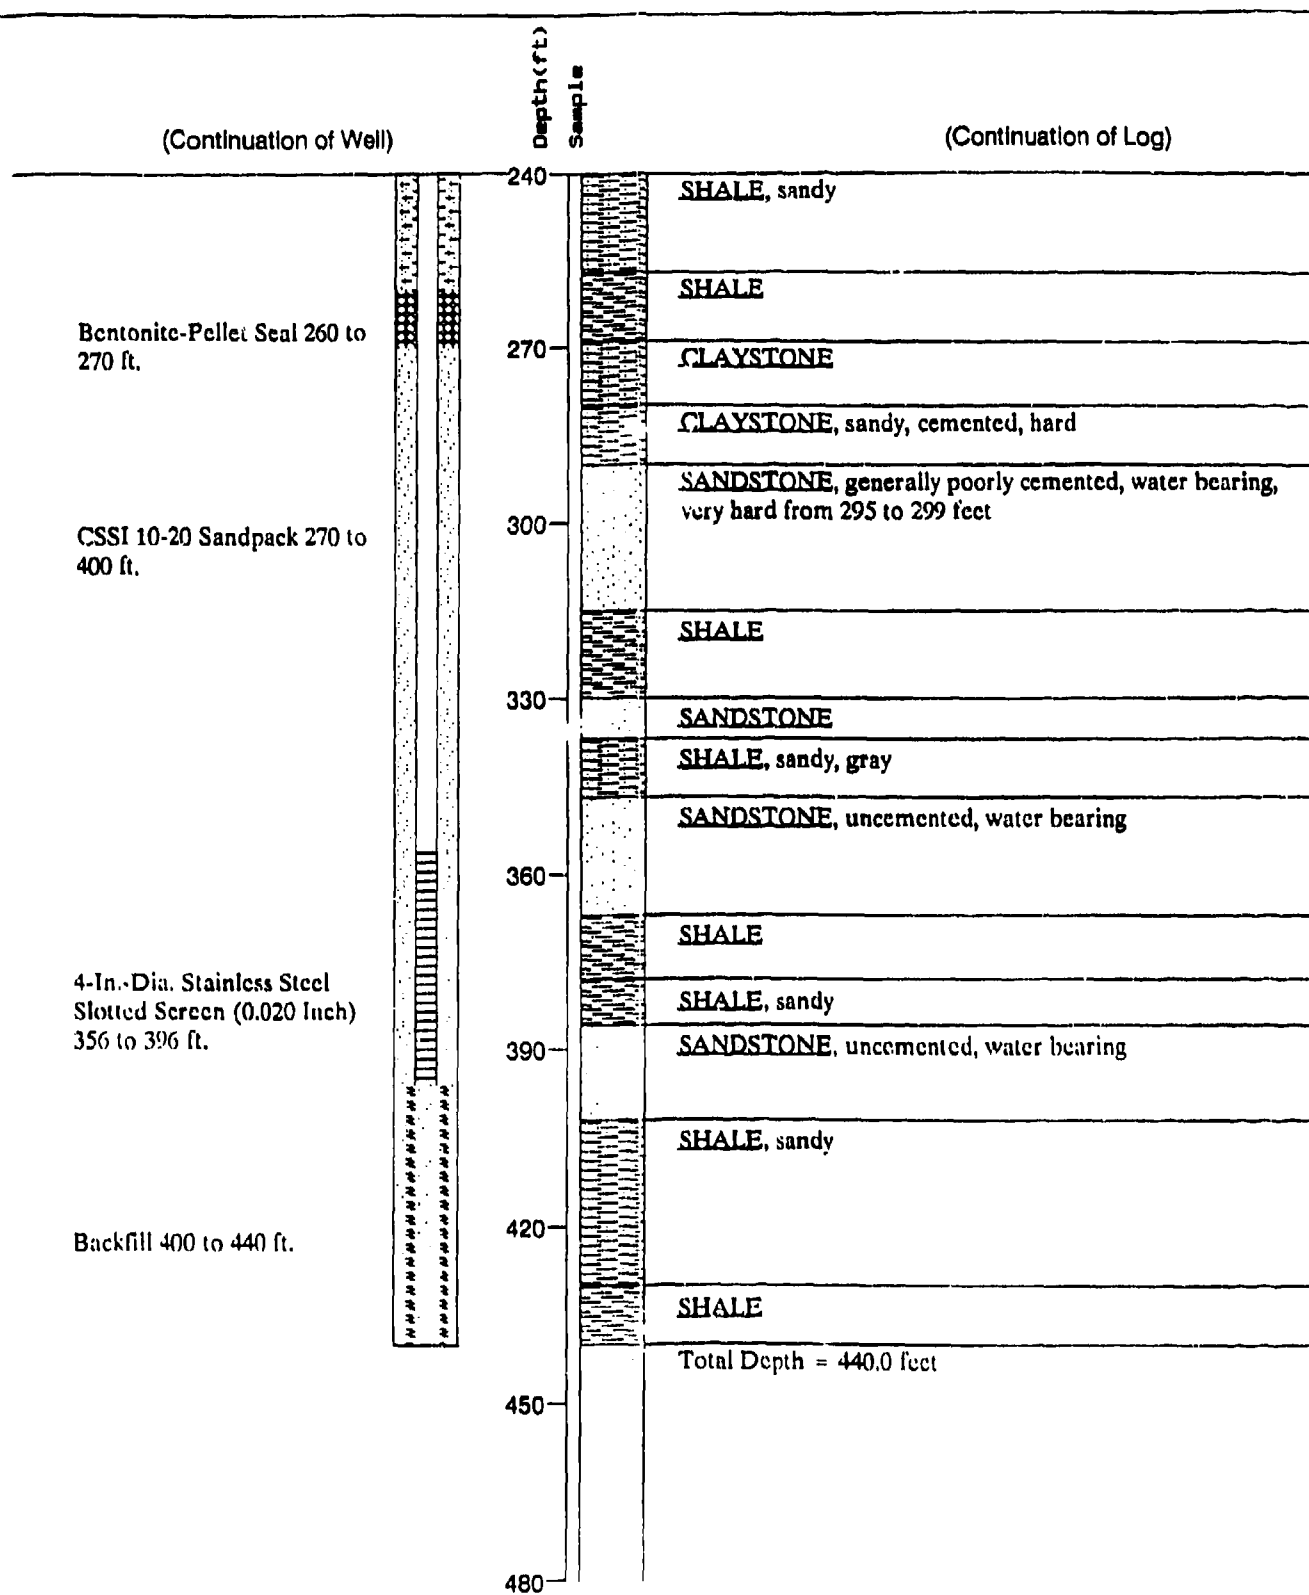 Depth(ft)
Sample
(Continuation of Well)
(Continuation of Log)
240
SHALE, sandy
SHALE
Bentonite-Pellet Seal 260 to
270 ft.
270
CLAYSTONE
CLAYSTONE, sandy, cemented, hard
SANDSTONE, generally poorly cemented, water bearing,
very hard from 295 to 299 feet
300
CSSI 10-20 Sandpack 270 to
400 ft.
SHALE
330
SANDSTONE
SHALE, sandy, gray
SANDSTONE, uncemented, water bearing
360
SHALE
4-In.-Dia. Stainless Steel
Slotted Screen (0.020 Inch)
356 to 396 ft.
SHALE, sandy
390
SANDSTONE, uncemented, water bearing
SHALE, sandy
420
Backfill 400 to 440 ft.
SHALE
Total Depth = 440.0 feet
450
480